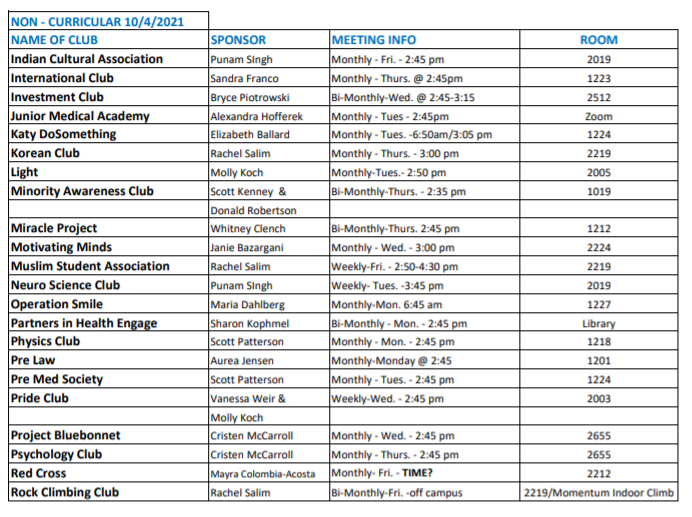 NON - CURRICULAR 10/4/2021
NAME OF CLUB SPONSOR MEETING INFO ROOM
Indian Cultural Association Punam SIngh Monthly - Fri. - 2:45 pm 2019
International Club Sandra Franco Monthly - Thurs. @ 2:45pm 1223
Investment Club Bryce Piotrowski Bi-Monthly-Wed. @ 2:45-3:15 2512
Junior Medical Academy Alexandra Hofferek Monthly - Tues - 2:45pm Zoom
Katy DoSomething Elizabeth Ballard Monthly - Tues. -6:50am/3:05 pm 1224
Korean Club Rachel Salim Monthly - Thurs. - 3:00 pm 2219
Light Molly Koch Monthly-Tues.- 2:50 pm 2005
Minority Awareness Club Scott Kenney & Bi-Monthly-Thurs. - 2:35 pm 1019
Donald Robertson
Miracle Project Whitney Clench Bi-Monthly-Thurs. 2:45 pm 1212
Motivating Minds Janie Bazargani Monthly - Wed. - 3:00 pm 2224
Muslim Student Association Rachel Salim Weekly-Fri. - 2:50-4:30 pm 2219
Neuro Science Club Punam SIngh Weekly- Tues. -3:45 pm 2019
Operation Smile Maria Dahlberg Monthly-Mon. 6:45 am 1227
Partners in Health Engage Sharon Kophmel Bi-Monthly - Mon. - 2:45 pm Library
Physics Club Scott Patterson Monthly - Mon. - 2:45 pm 1218
Pre Law Aurea Jensen Monthly-Monday @ 2:45 1201
Pre Med Society Scott Patterson Monthly - Tues. - 2:45 pm 1224
Pride Club Vanessa Weir & Weekly-Wed. - 2:45 pm 2003
Molly Koch
Project Bluebonnet Cristen McCarroll Monthly - Wed. - 2:45 pm 2655
Psychology Club Cristen McCarroll Monthly - Thurs. - 2:45 pm 2655
Red Cross Mayra Colombia-Acosta Monthly- Fri. - TIME? 2212
Rock Climbing Club Rachel Salim Bi-Monthly-Fri. -off campus 2219/Momentum Indoor Climb